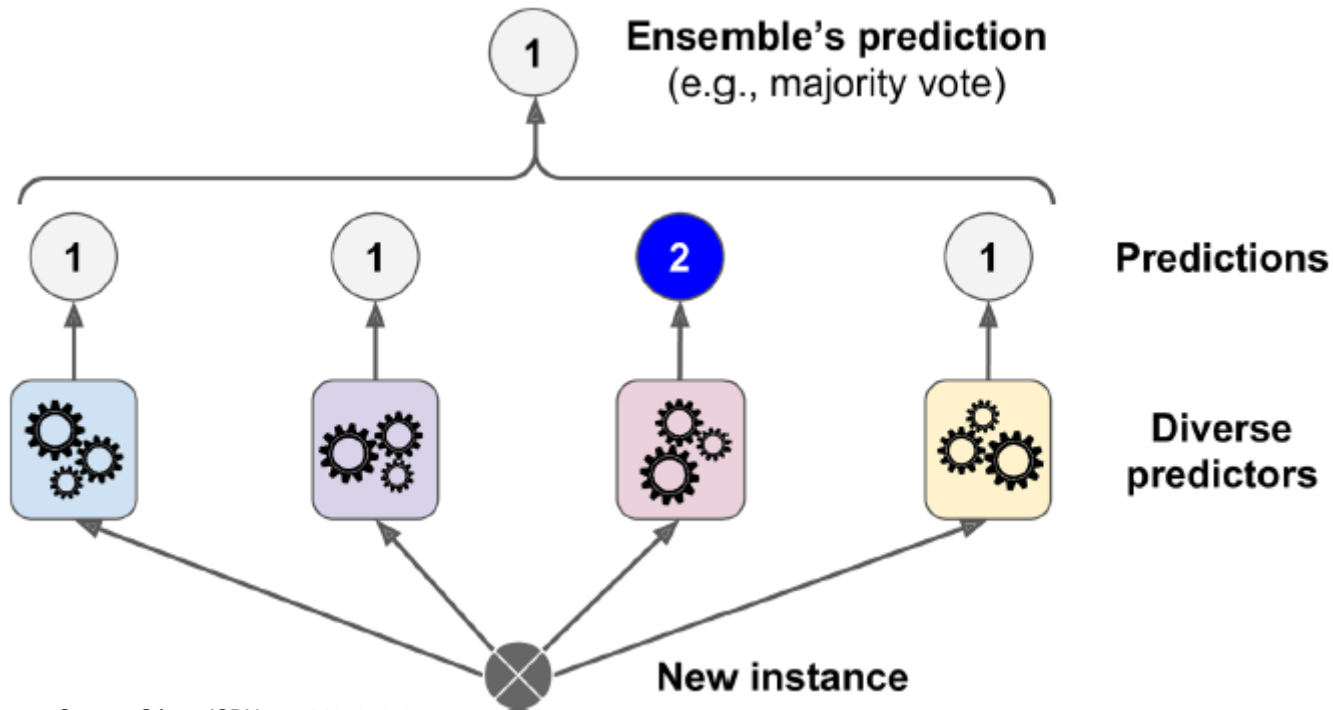 1
Ensemble's prediction
(e.g., majority vote)
1 1 2 1
Predictions
Diverse
predictors
New instance